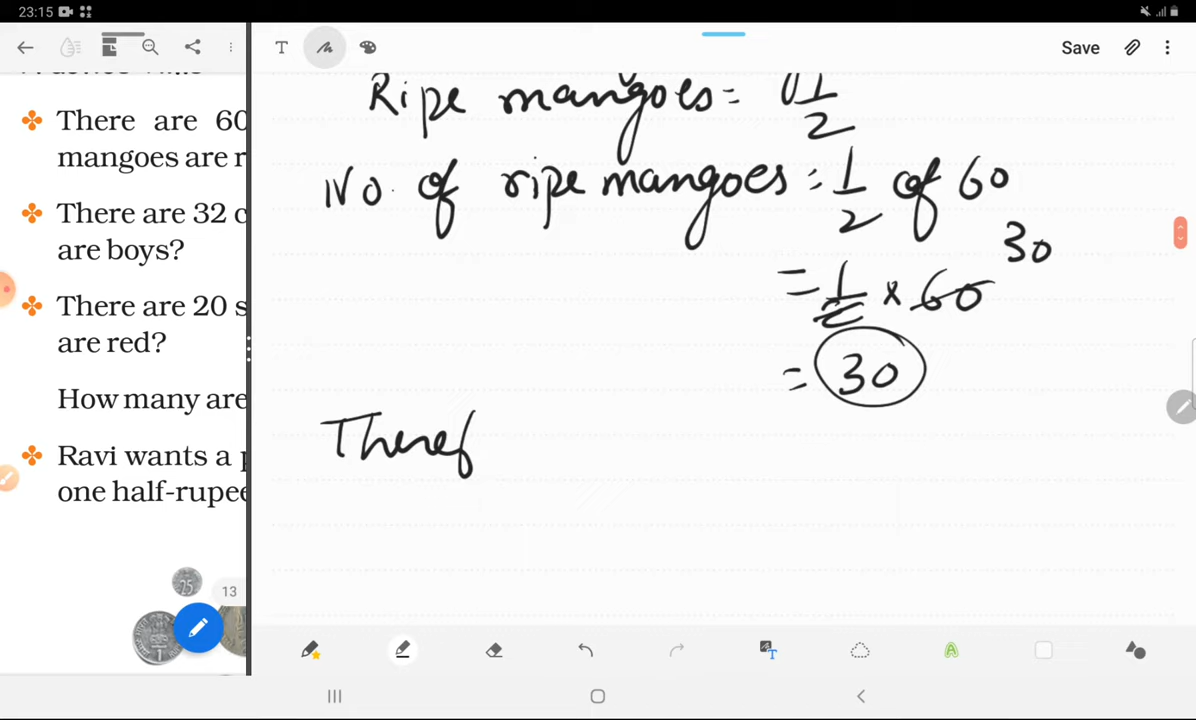 23:15
T
Save
There are 60
mangoes are r
There are 32 c
are boys?
There are 20 s
are red?
How many are
Ravi wants a p
one half-rupee
25
13
1
Ripe mangoes = 1/2
No. of ripe mangoes = 1/2 of 60
30
= 1/2 × 60
= 30
Theref
T
A